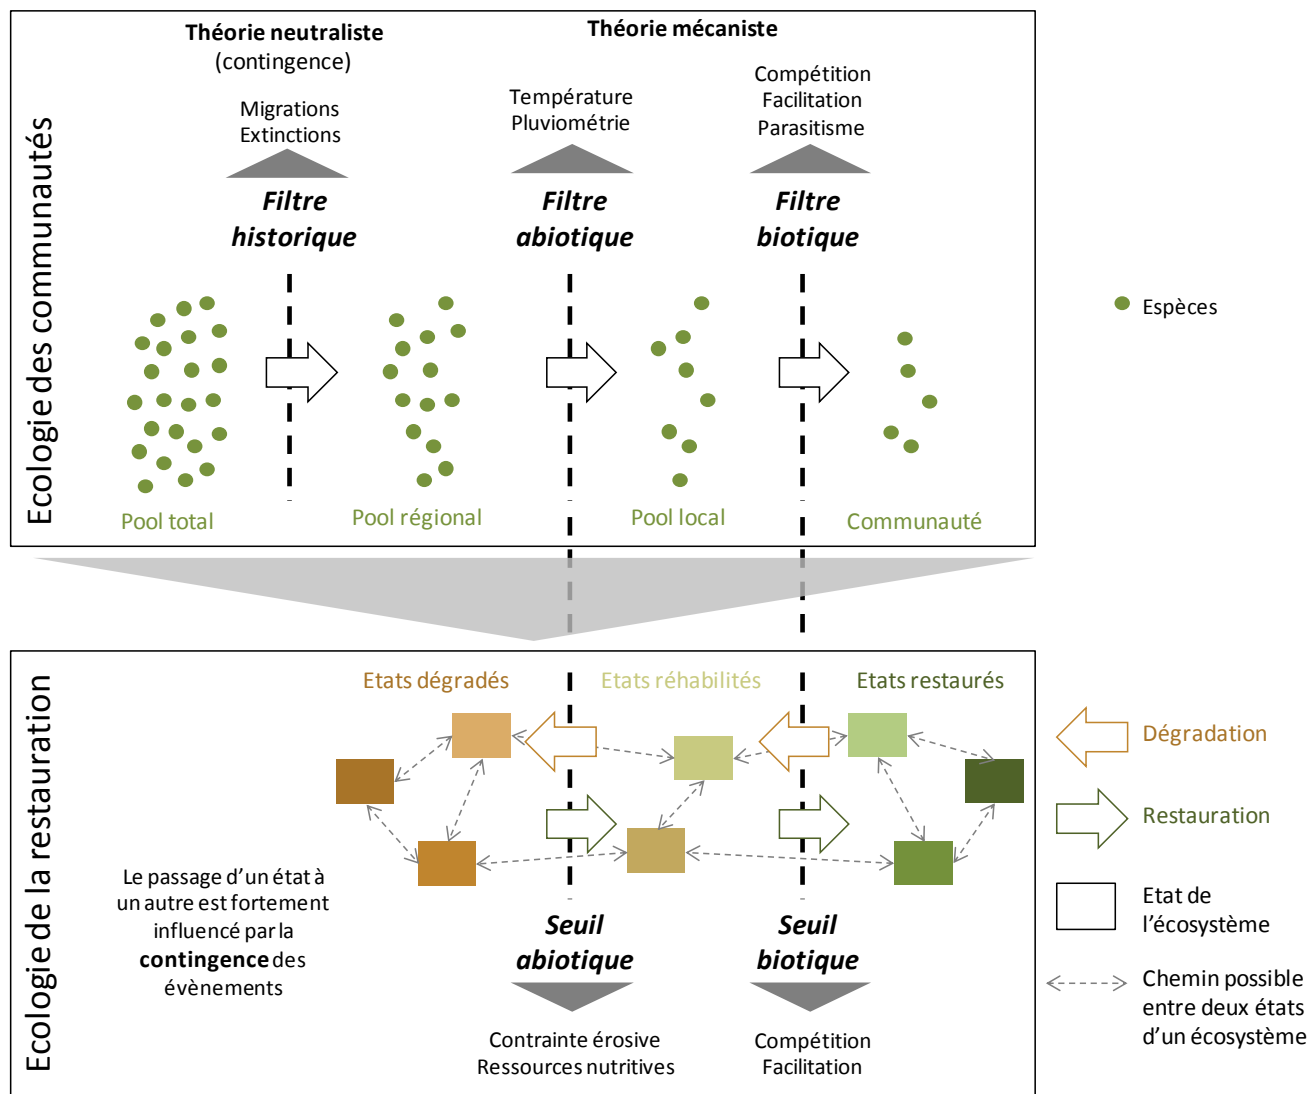 Ecologie des communautés
Théorie neutraliste
(contingence)
Théorie mécaniste
Migrations
Extinctions
Température
Pluviométrie
Compétition
Facilitation
Parasitisme
Filtre
historique
Filtre
abiotique
Filtre
biotique
Espèces
Pool total
Pool régional
Pool local
Communauté
Ecologie de la restauration
Etats dégradés
Etats réhabilités
Etats restaurés
Le passage d'un état à
un autre est fortement
influencé par la
contingence des
évènements
Seuil
abiotique
Seuil
biotique
Contrainte érosive
Ressources nutritives
Compétition
Facilitation
Dégradation
Restauration
Etat de
l'écosystème
Chemin possible
entre deux états
d'un écosystème